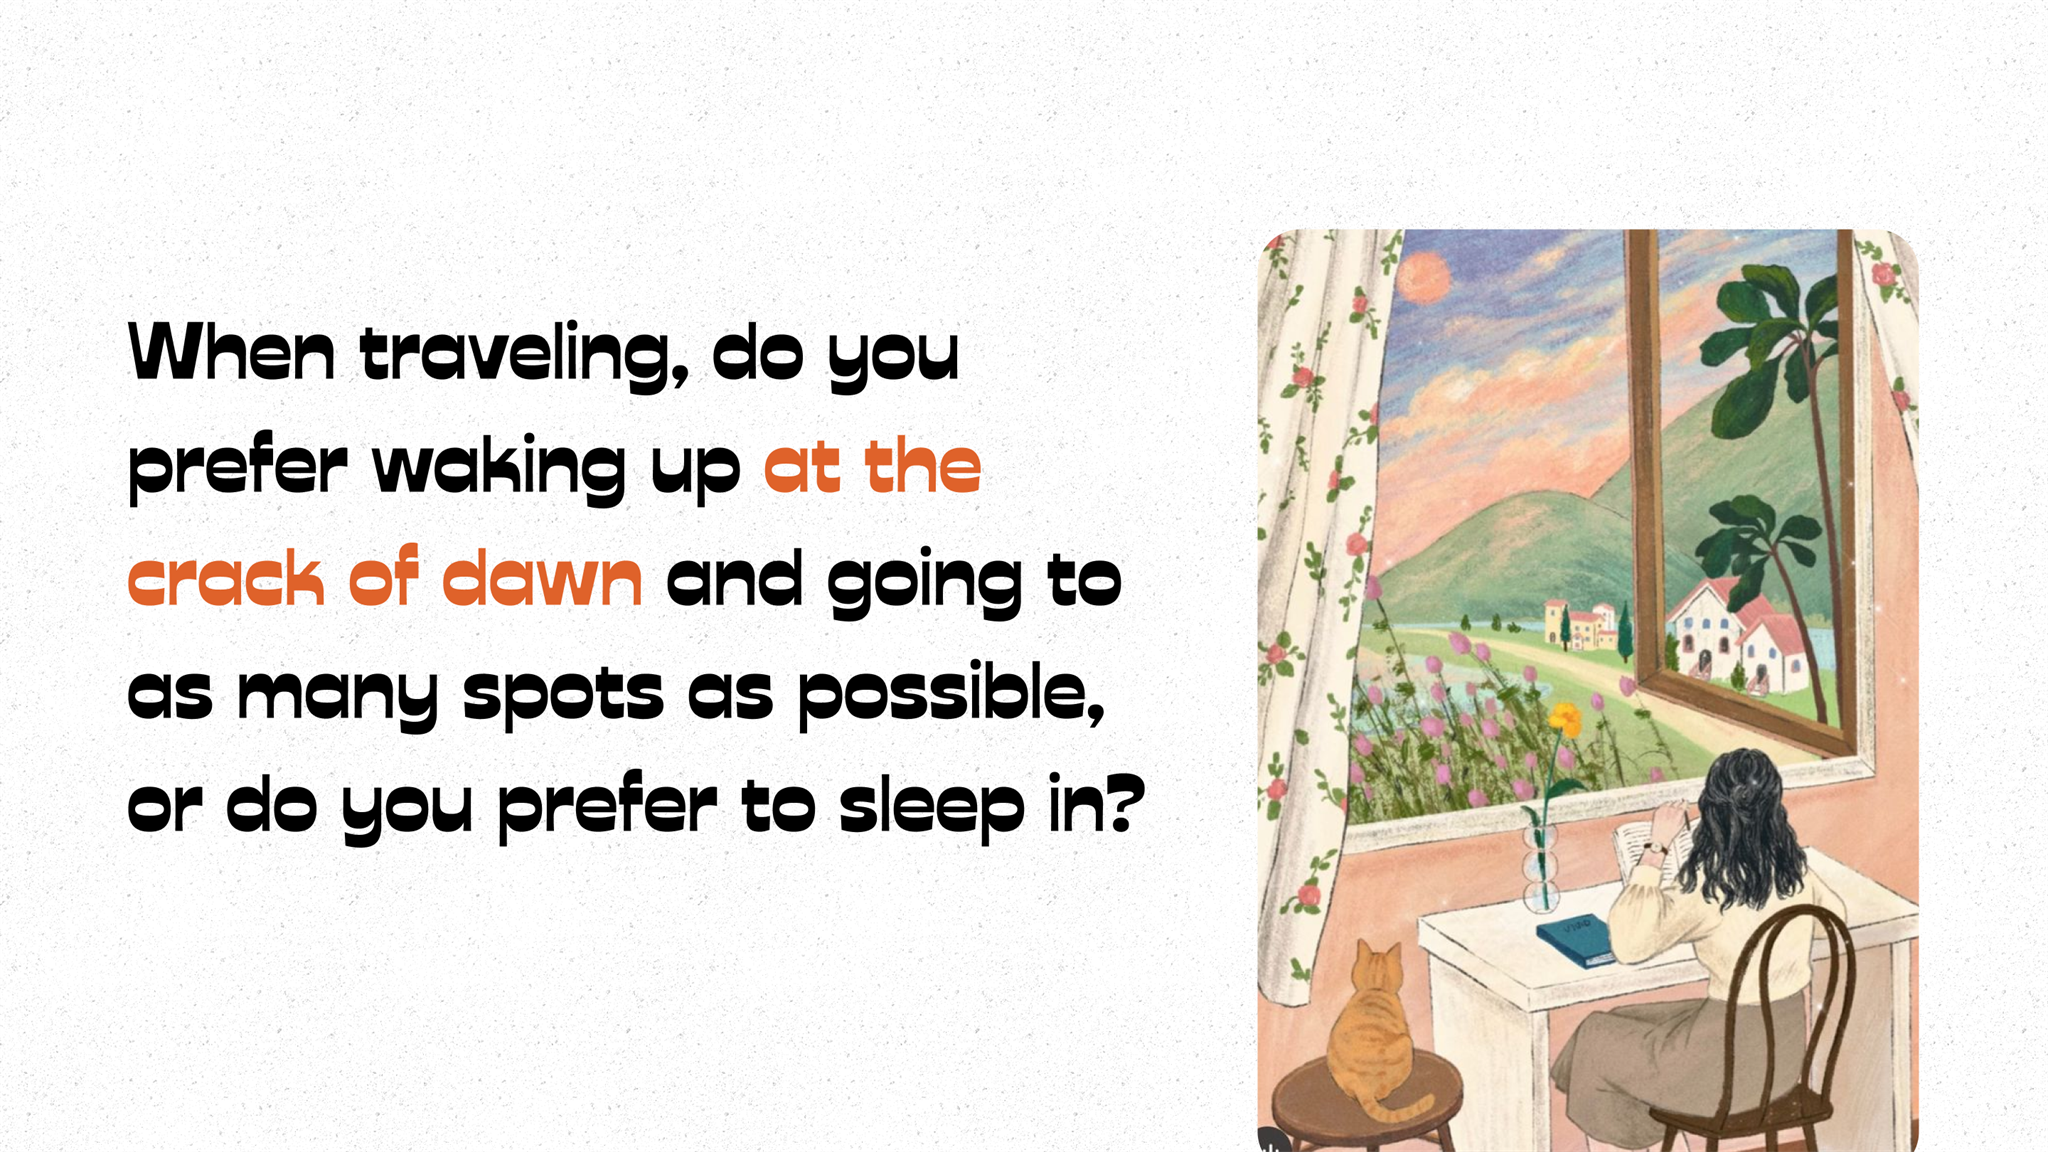 When traveling, do you
prefer waking up at the
crack of dawn and going to
as many spots as possible,
or do you prefer to sleep in?